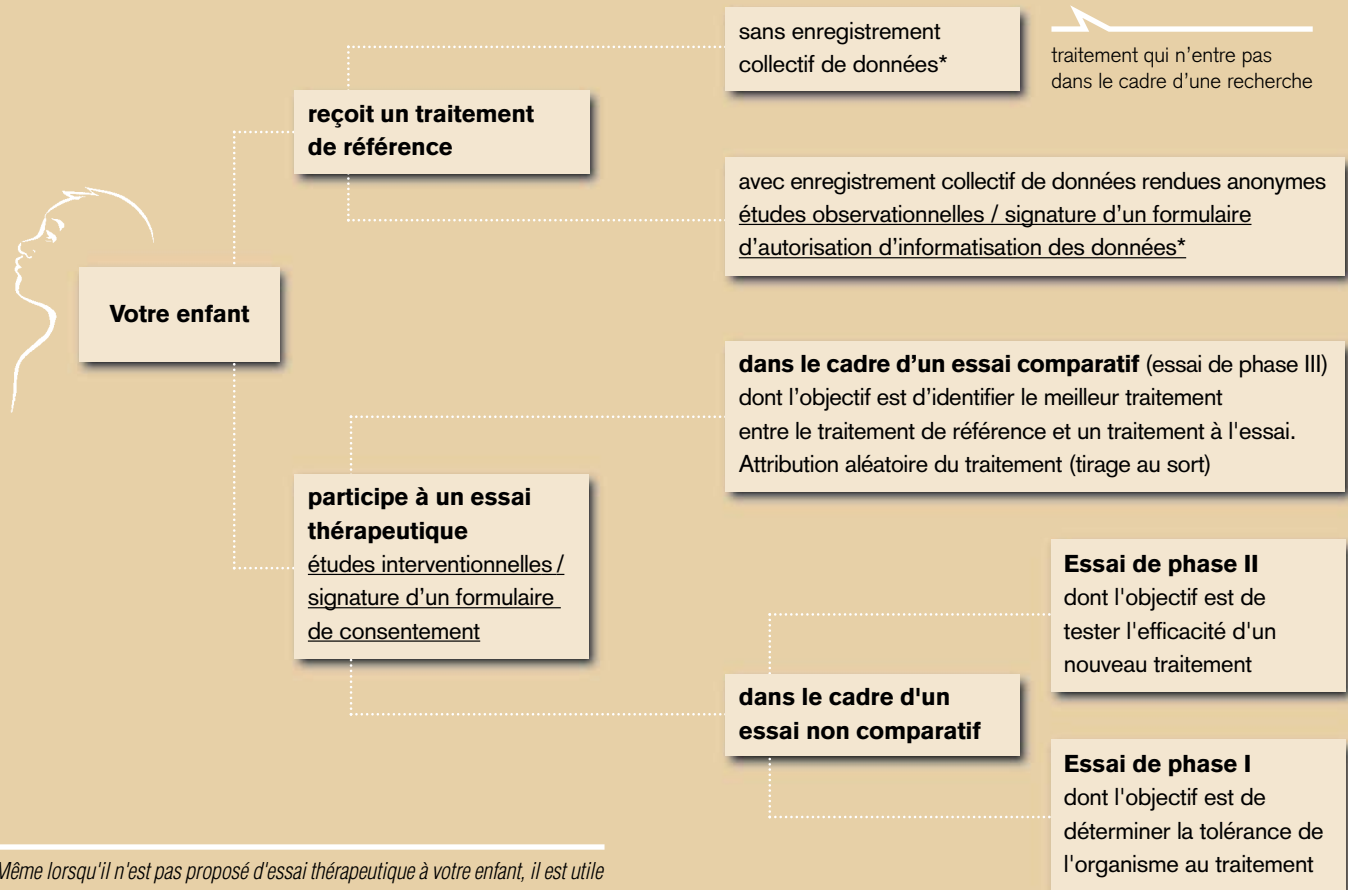 sans enregistrement
collectif de données*
traitement qui n’entre pas
dans le cadre d’une recherche
reçoit un traitement
de référence
avec enregistrement collectif de données rendues anonymes
études observationnelles / signature d’un formulaire
d’autorisation d’informatisation des données*
Votre enfant
dans le cadre d’un essai comparatif (essai de phase III)
dont l’objectif est d’identifier le meilleur traitement
entre le traitement de référence et un traitement à l'essai.
Attribution aléatoire du traitement (tirage au sort)
participe à un essai
thérapeutique
études interventionnelles /
signature d’un formulaire
de consentement
Essai de phase II
dont l'objectif est de
tester l'efficacité d'un
nouveau traitement
dans le cadre d'un
essai non comparatif
Essai de phase I
dont l'objectif est de
déterminer la tolérance de
l'organisme au traitement
Même lorsqu'il n'est pas proposé d'essai thérapeutique à votre enfant, il est utile